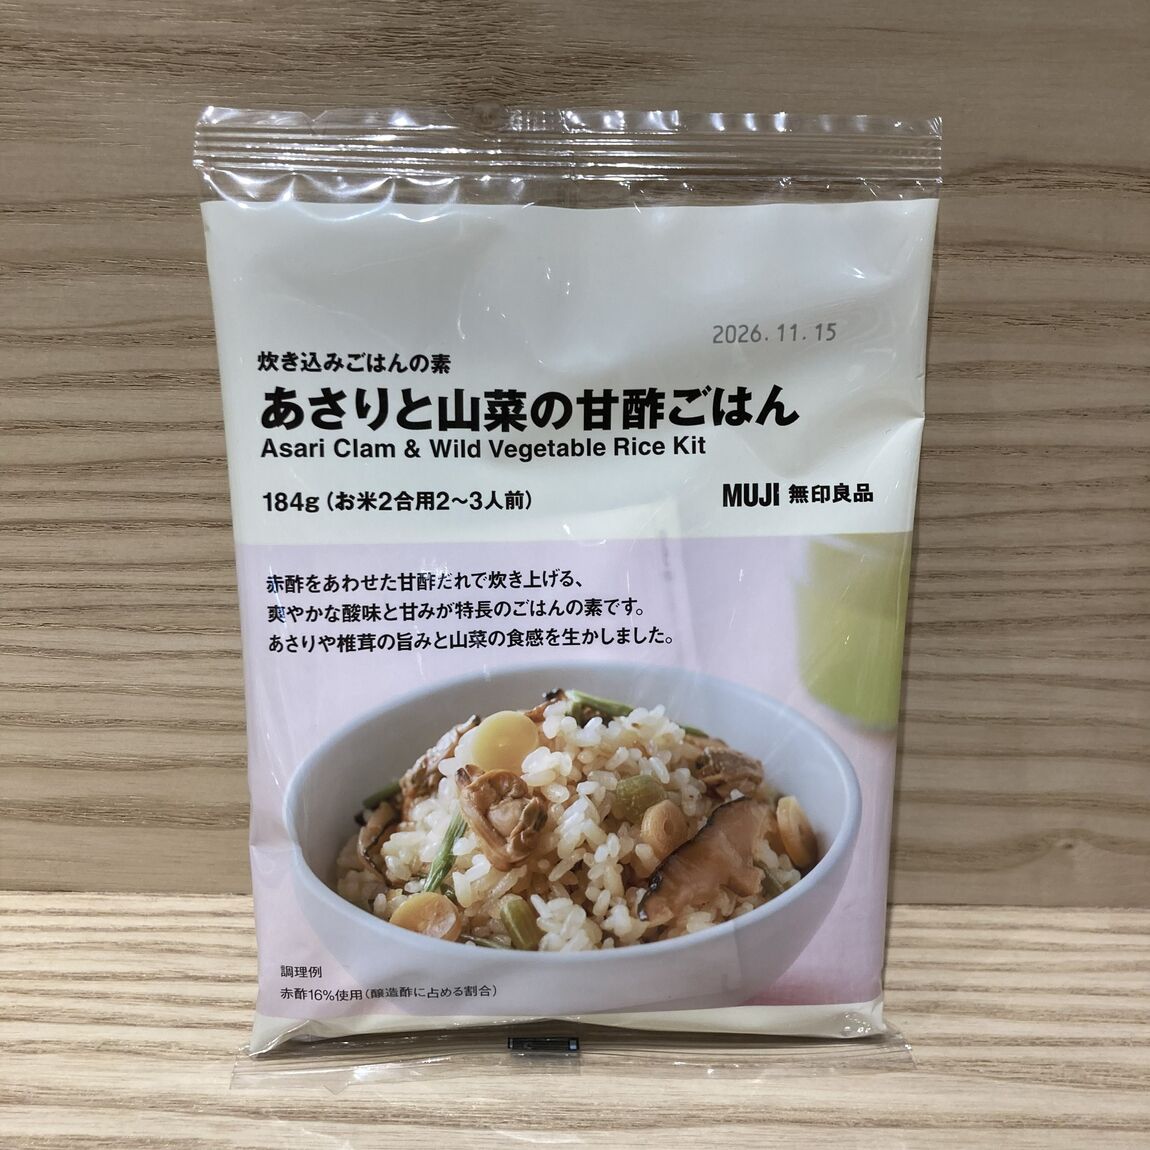 2026.11.15
炊き込みごはんの素
あさりと山菜の甘酢ごはん
Asari Clam & Wild Vegetable Rice Kit
184g（お米2合用2〜3人前）
MUJI 無印良品
赤酢をあわせた甘酢だれで炊き上げる、
爽やかな酸味と甘みが特長のごはんの素です。
あさりや椎茸の旨みと山菜の食感を生かしました。
調理例
赤酢16%使用（醸造酢に占める割合）